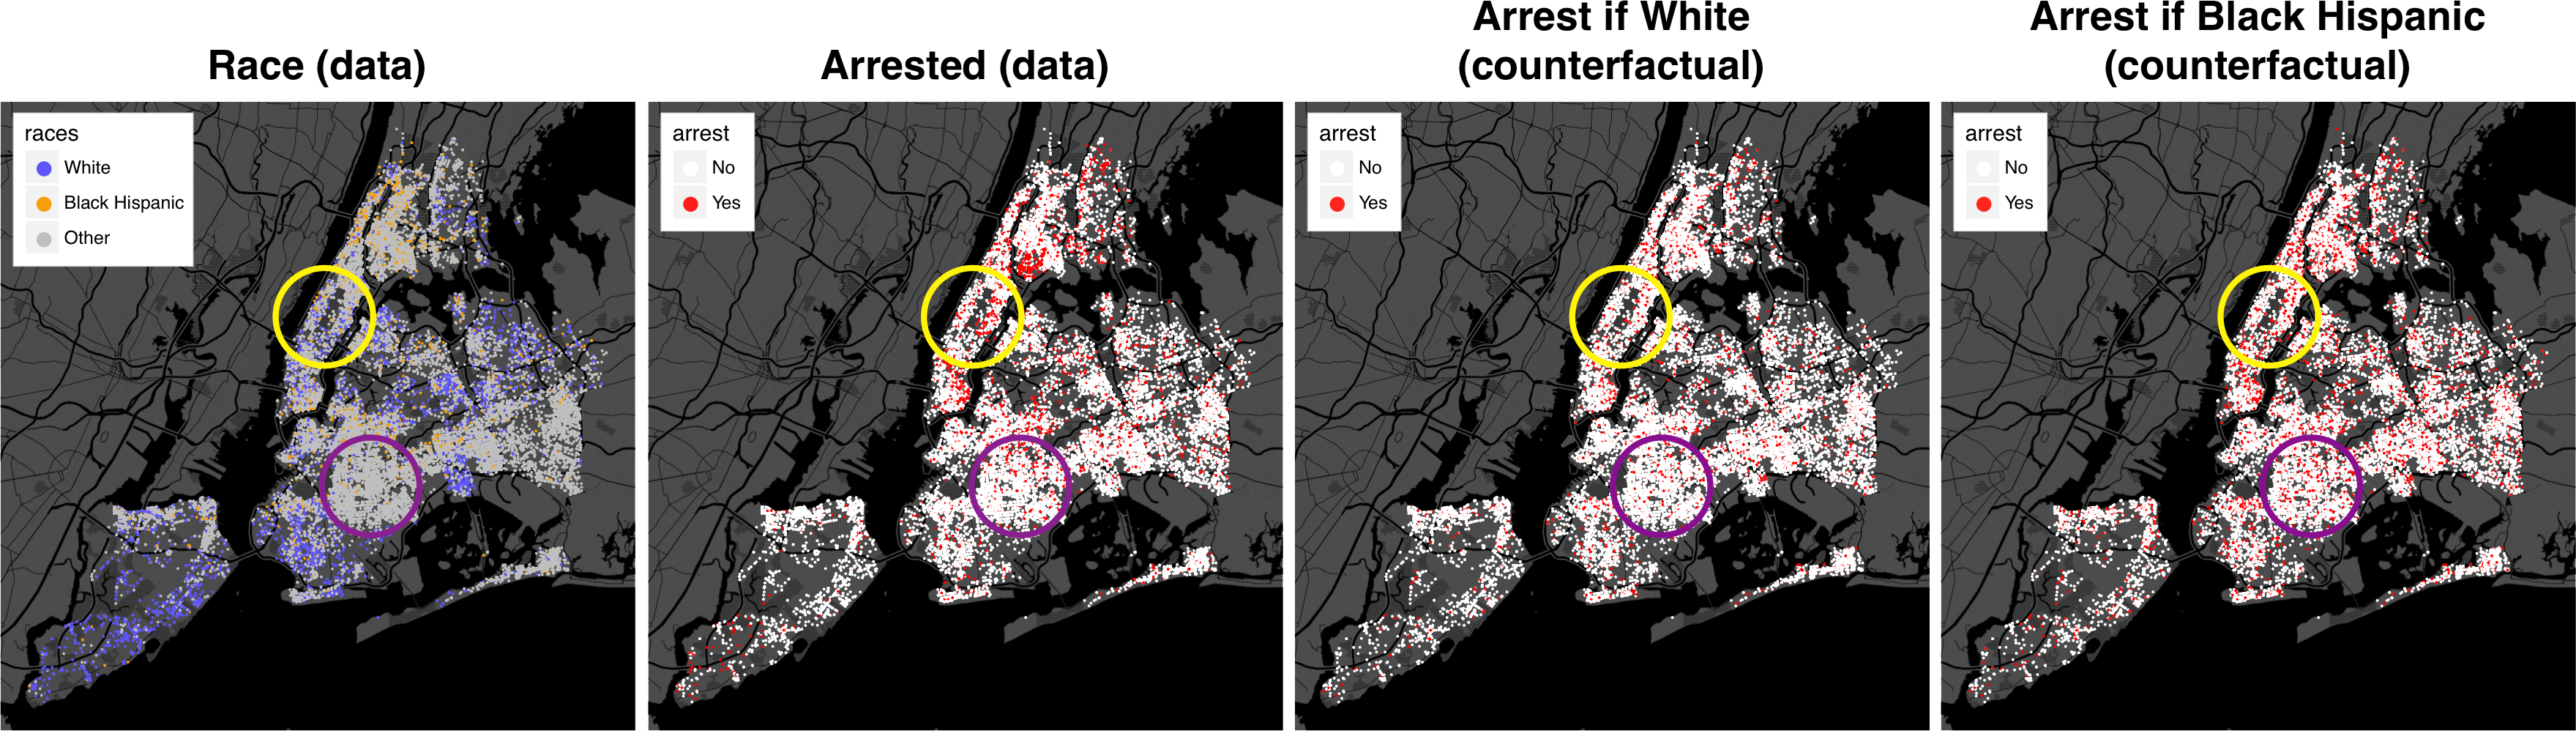 Race (data)
races
White
Black Hispanic
Other
Arrested (data)
arrest
No
Yes
Arrest if White
(counterfactual)
arrest
No
Yes
Arrest if Black Hispanic
(counterfactual)
arrest
No
Yes